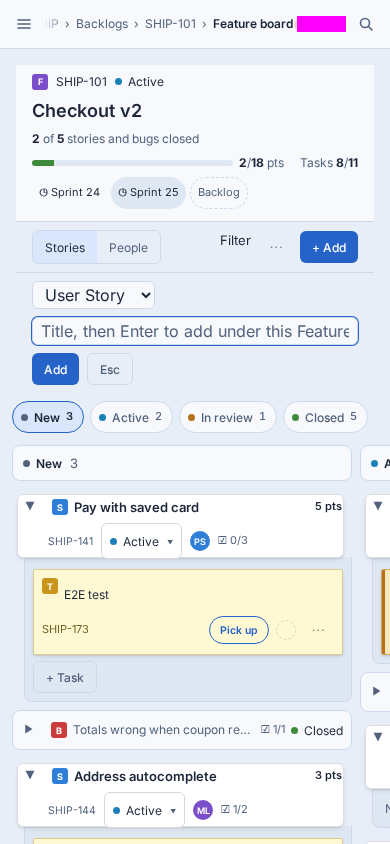 IP › Backlogs › SHIP-101 › Feature board
F SHIP-101 Active
Checkout v2
2 of 5 stories and bugs closed
2/18 pts Tasks 8/11
Sprint 24 Sprint 25 Backlog
Stories People Filter ... + Add
User Story
Title, then Enter to add under this Feature
Add Esc
New 3 Active 2 In review 1 Closed 5
New 3
S Pay with saved card 5 pts
SHIP-141 Active PS 0/3
T E2E test
SHIP-173 Pick up ...
+ Task
B Totals wrong when coupon re... 1/1 Closed
S Address autocomplete 3 pts
SHIP-144 Active ML 1/2